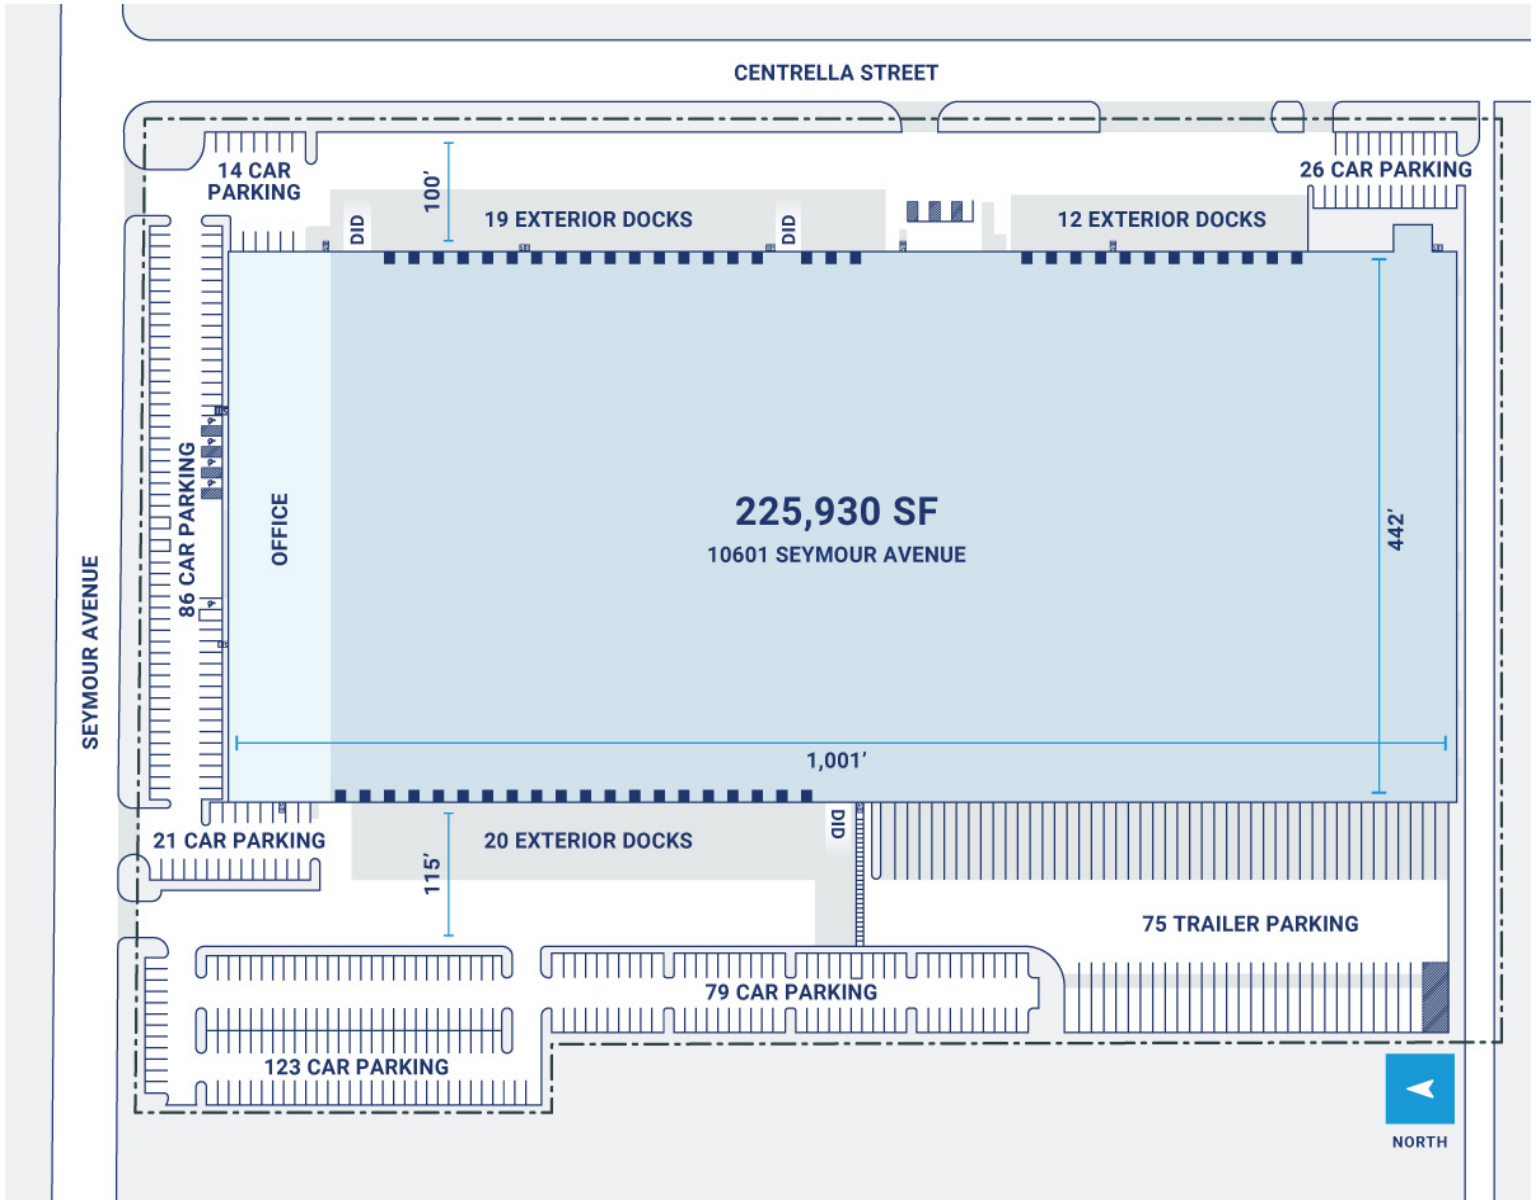 CENTRELLA STREET
14 CAR
PARKING
26 CAR PARKING
100'
DID
19 EXTERIOR DOCKS
DID
12 EXTERIOR DOCKS
86 CAR PARKING
OFFICE
225,930 SF
10601 SEYMOUR AVENUE
442'
SEYMOUR AVENUE
1,001'
21 CAR PARKING
115'
20 EXTERIOR DOCKS
DID
75 TRAILER PARKING
79 CAR PARKING
123 CAR PARKING
NORTH